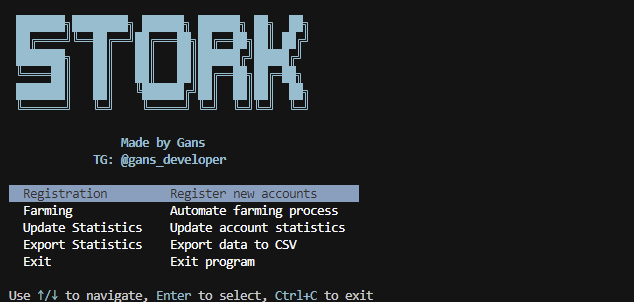 STORK
Made by Gans
TG: @gans_developer
Registration Register new accounts
Farming Automate farming process
Update Statistics Update account statistics
Export Statistics Export data to CSV
Exit Exit program
Use ↑/↓ to navigate, Enter to select, Ctrl+C to exit